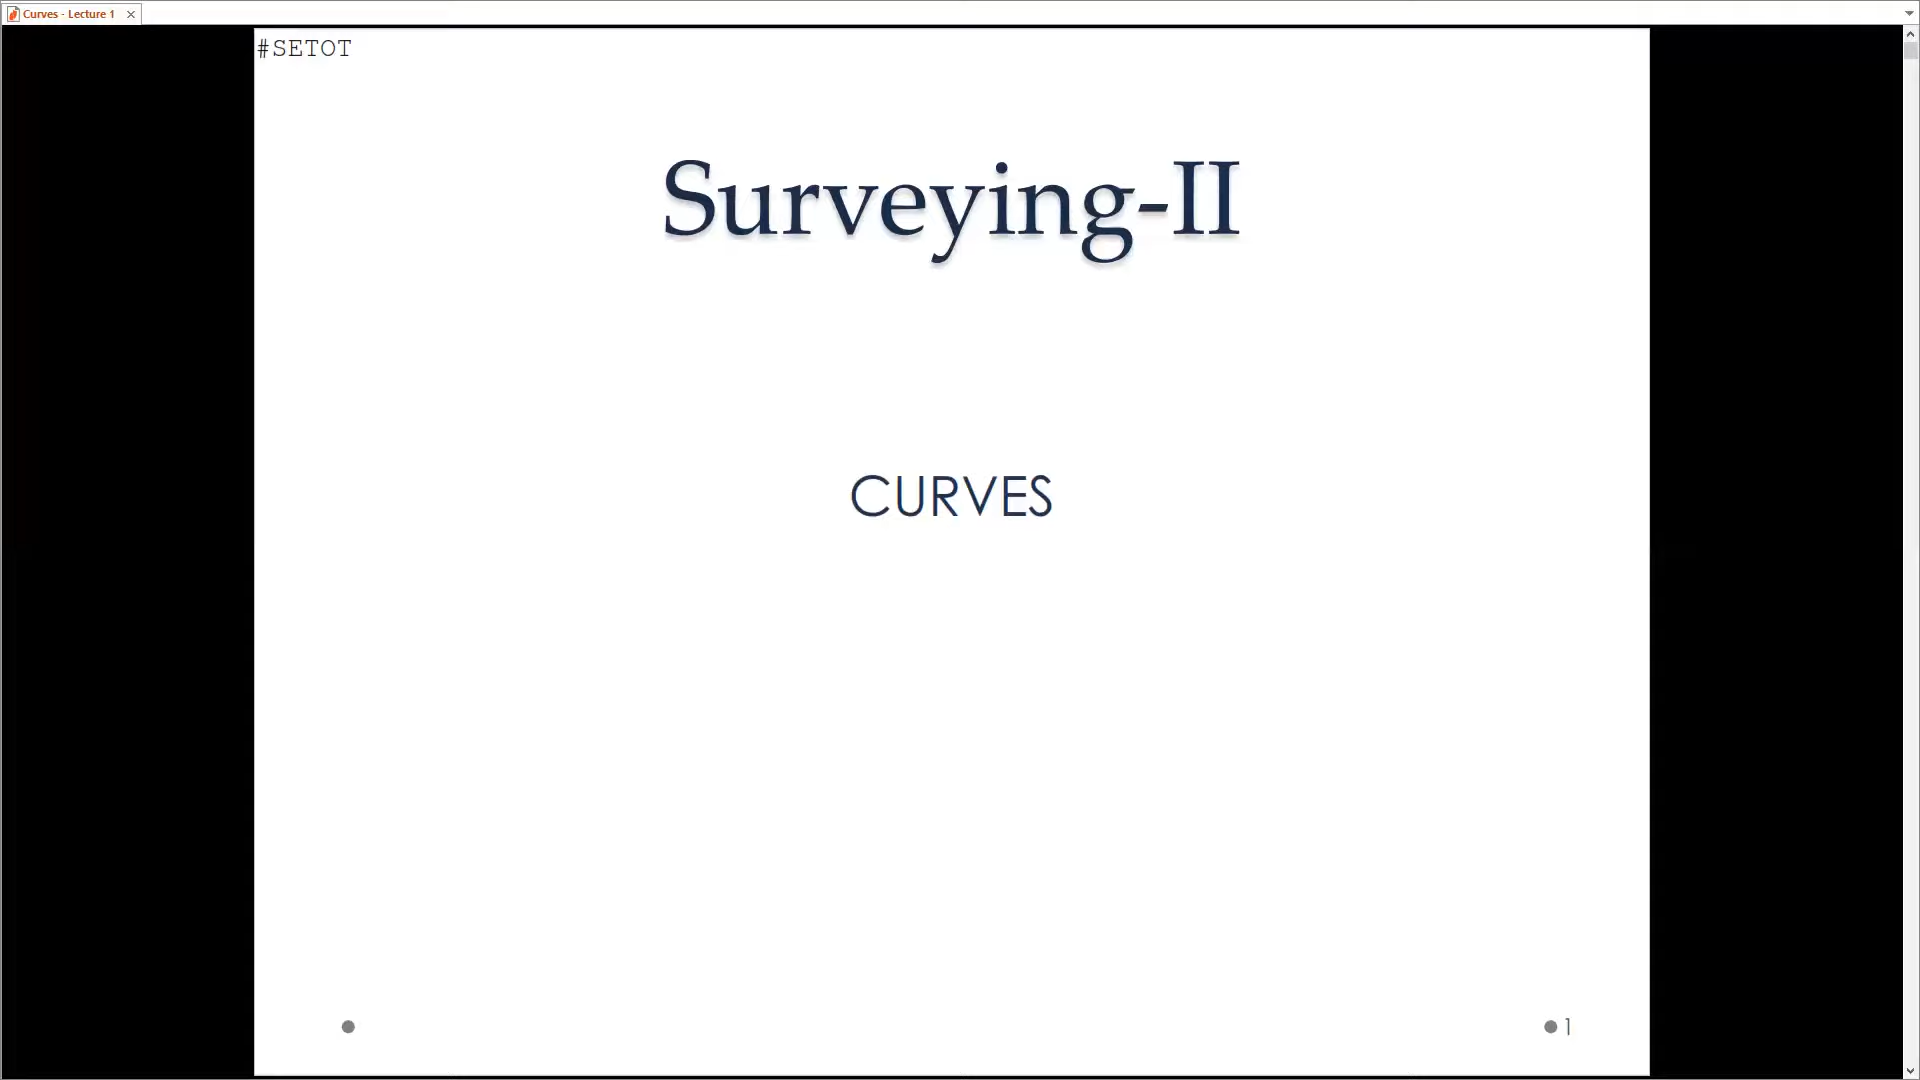 Curves - Lecture 1
#SETOT
Surveying-II
CURVES
1